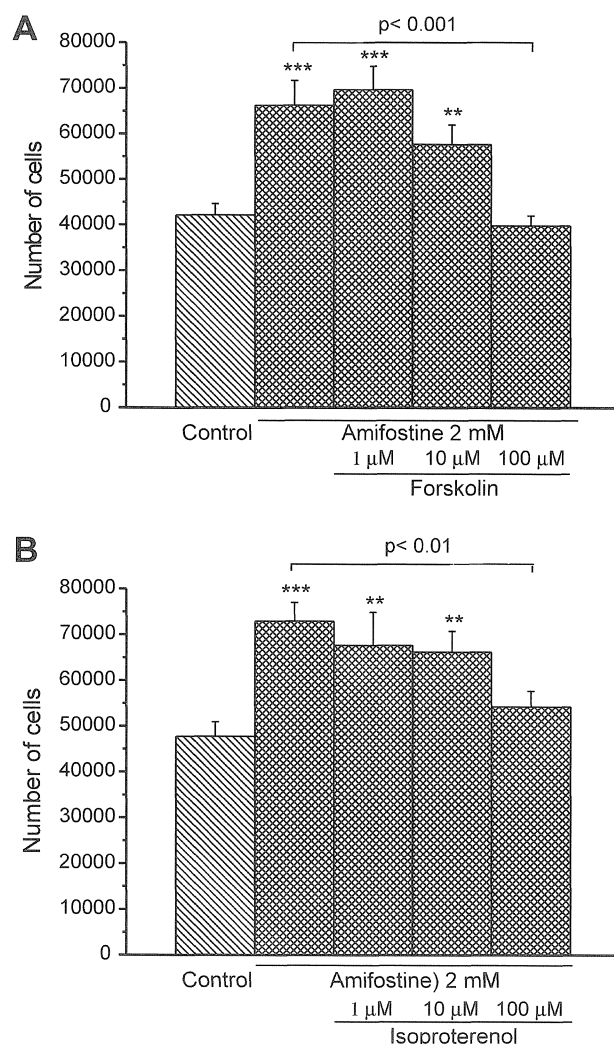 A
p< 0.001
80000
70000
60000
50000
40000
30000
20000
10000
0
Number of cells
***
***
**
Control
Amifostine 2 mM
1 µM 10 µM 100 µM
Forskolin
B
p< 0.01
80000
70000
60000
50000
40000
30000
20000
10000
0
Number of cells
***
**
**
Control
Amifostine) 2 mM
1 µM 10 µM 100 µM
Isoproterenol